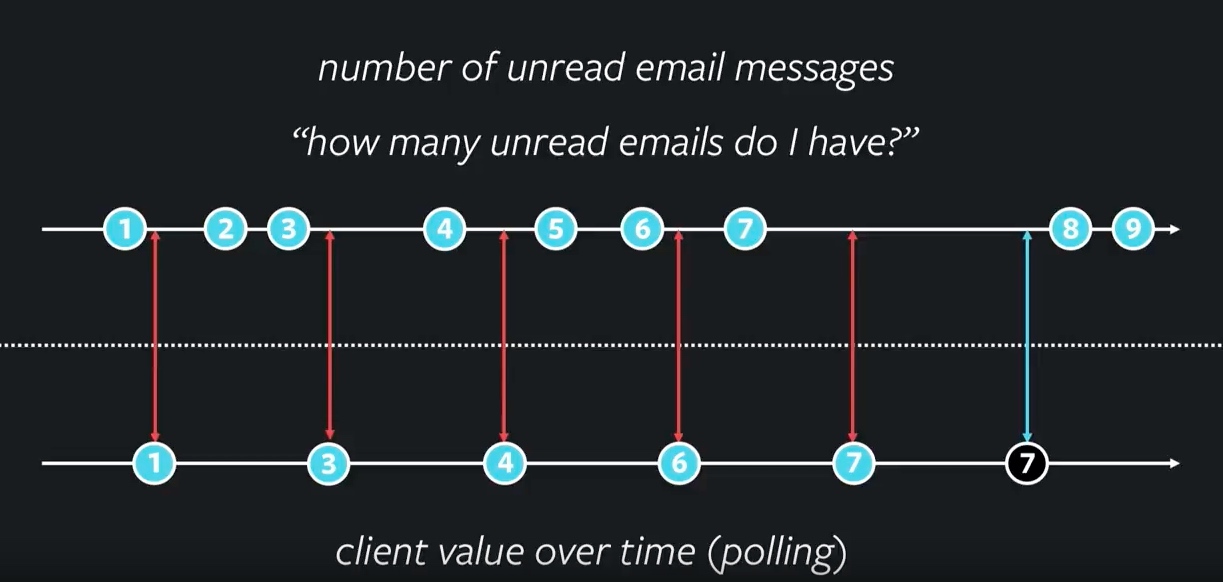 number of unread email messages
“how many unread emails do I have?”
1 2 3 4 5 6 7 8 9
1 3 4 6 7 7
client value over time (polling)